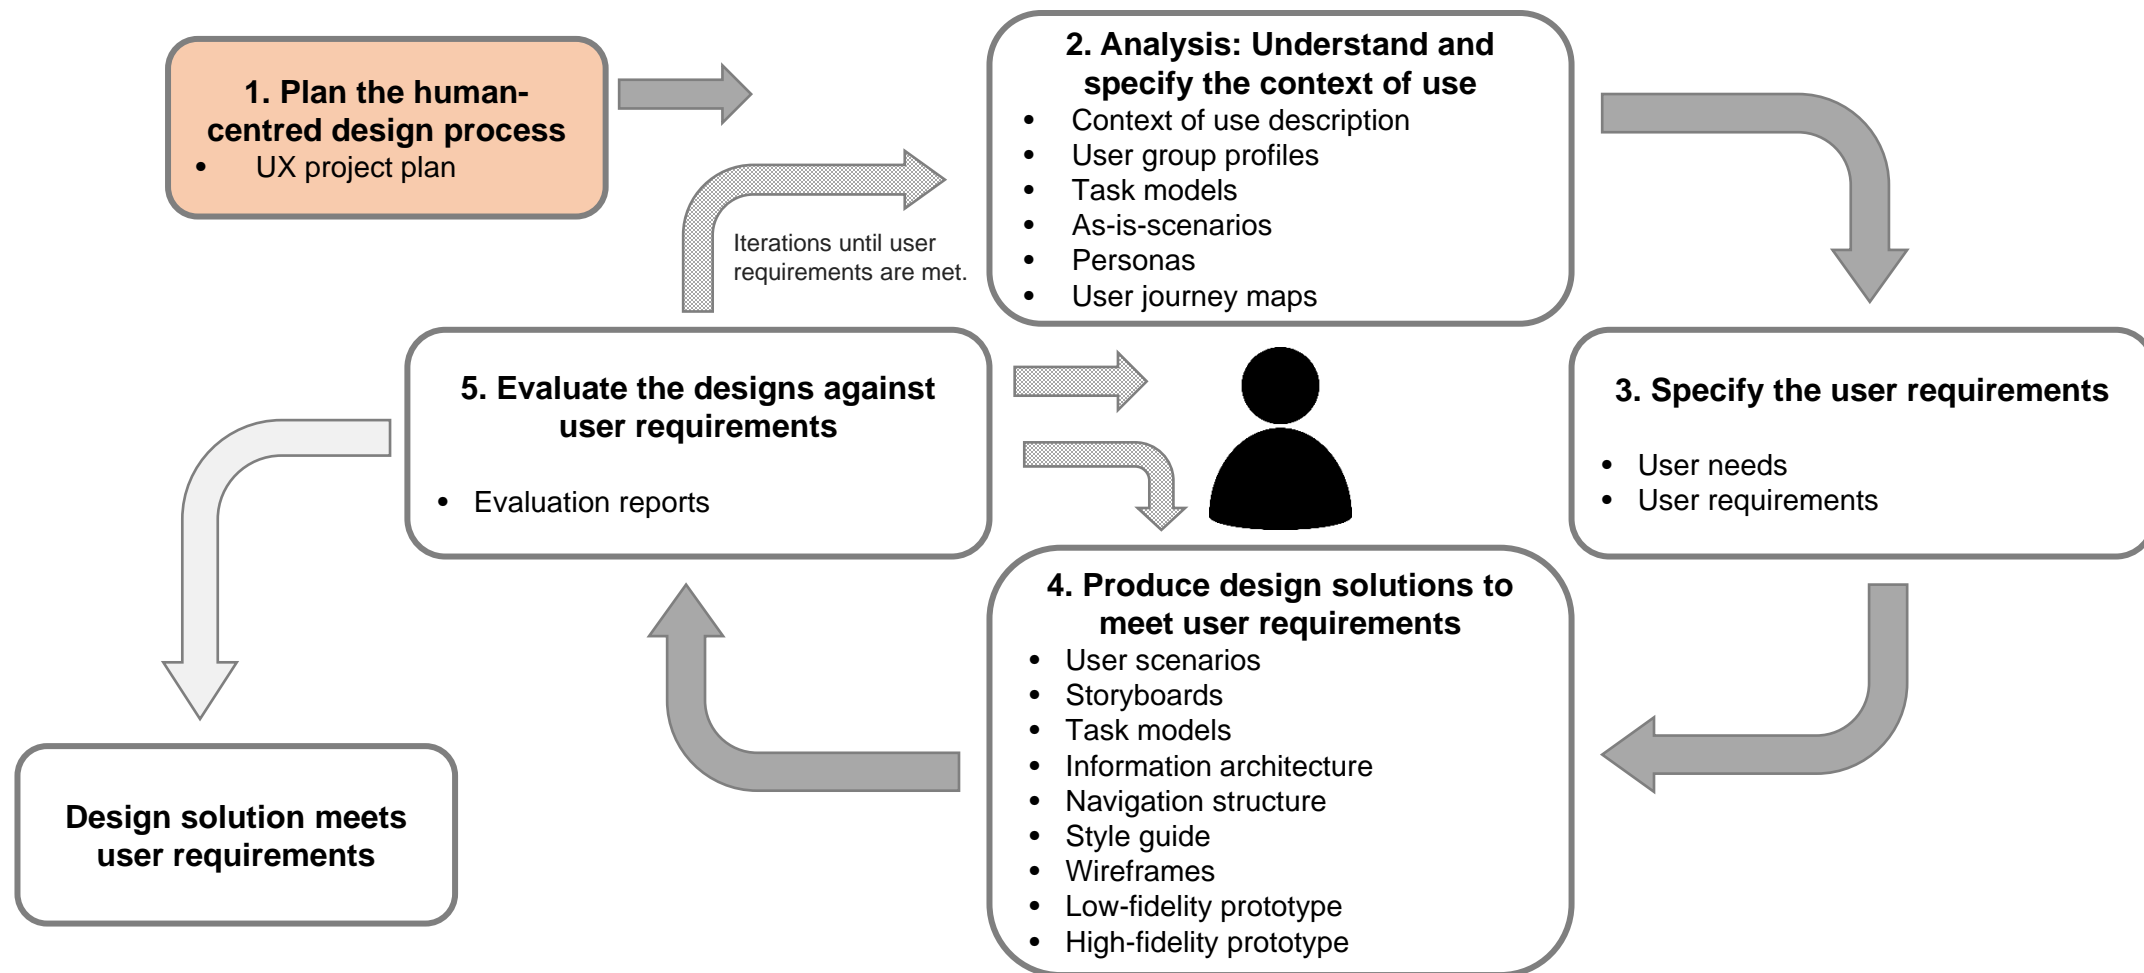 1. Plan the human-
centred design process
• UX project plan
2. Analysis: Understand and
specify the context of use
• Context of use description
• User group profiles
• Task models
• As-is-scenarios
• Personas
• User journey maps
Iterations until user
requirements are met.
3. Specify the user requirements
• User needs
• User requirements
4. Produce design solutions to
meet user requirements
• User scenarios
• Storyboards
• Task models
• Information architecture
• Navigation structure
• Style guide
• Wireframes
• Low-fidelity prototype
• High-fidelity prototype
5. Evaluate the designs against
user requirements
• Evaluation reports
Design solution meets
user requirements